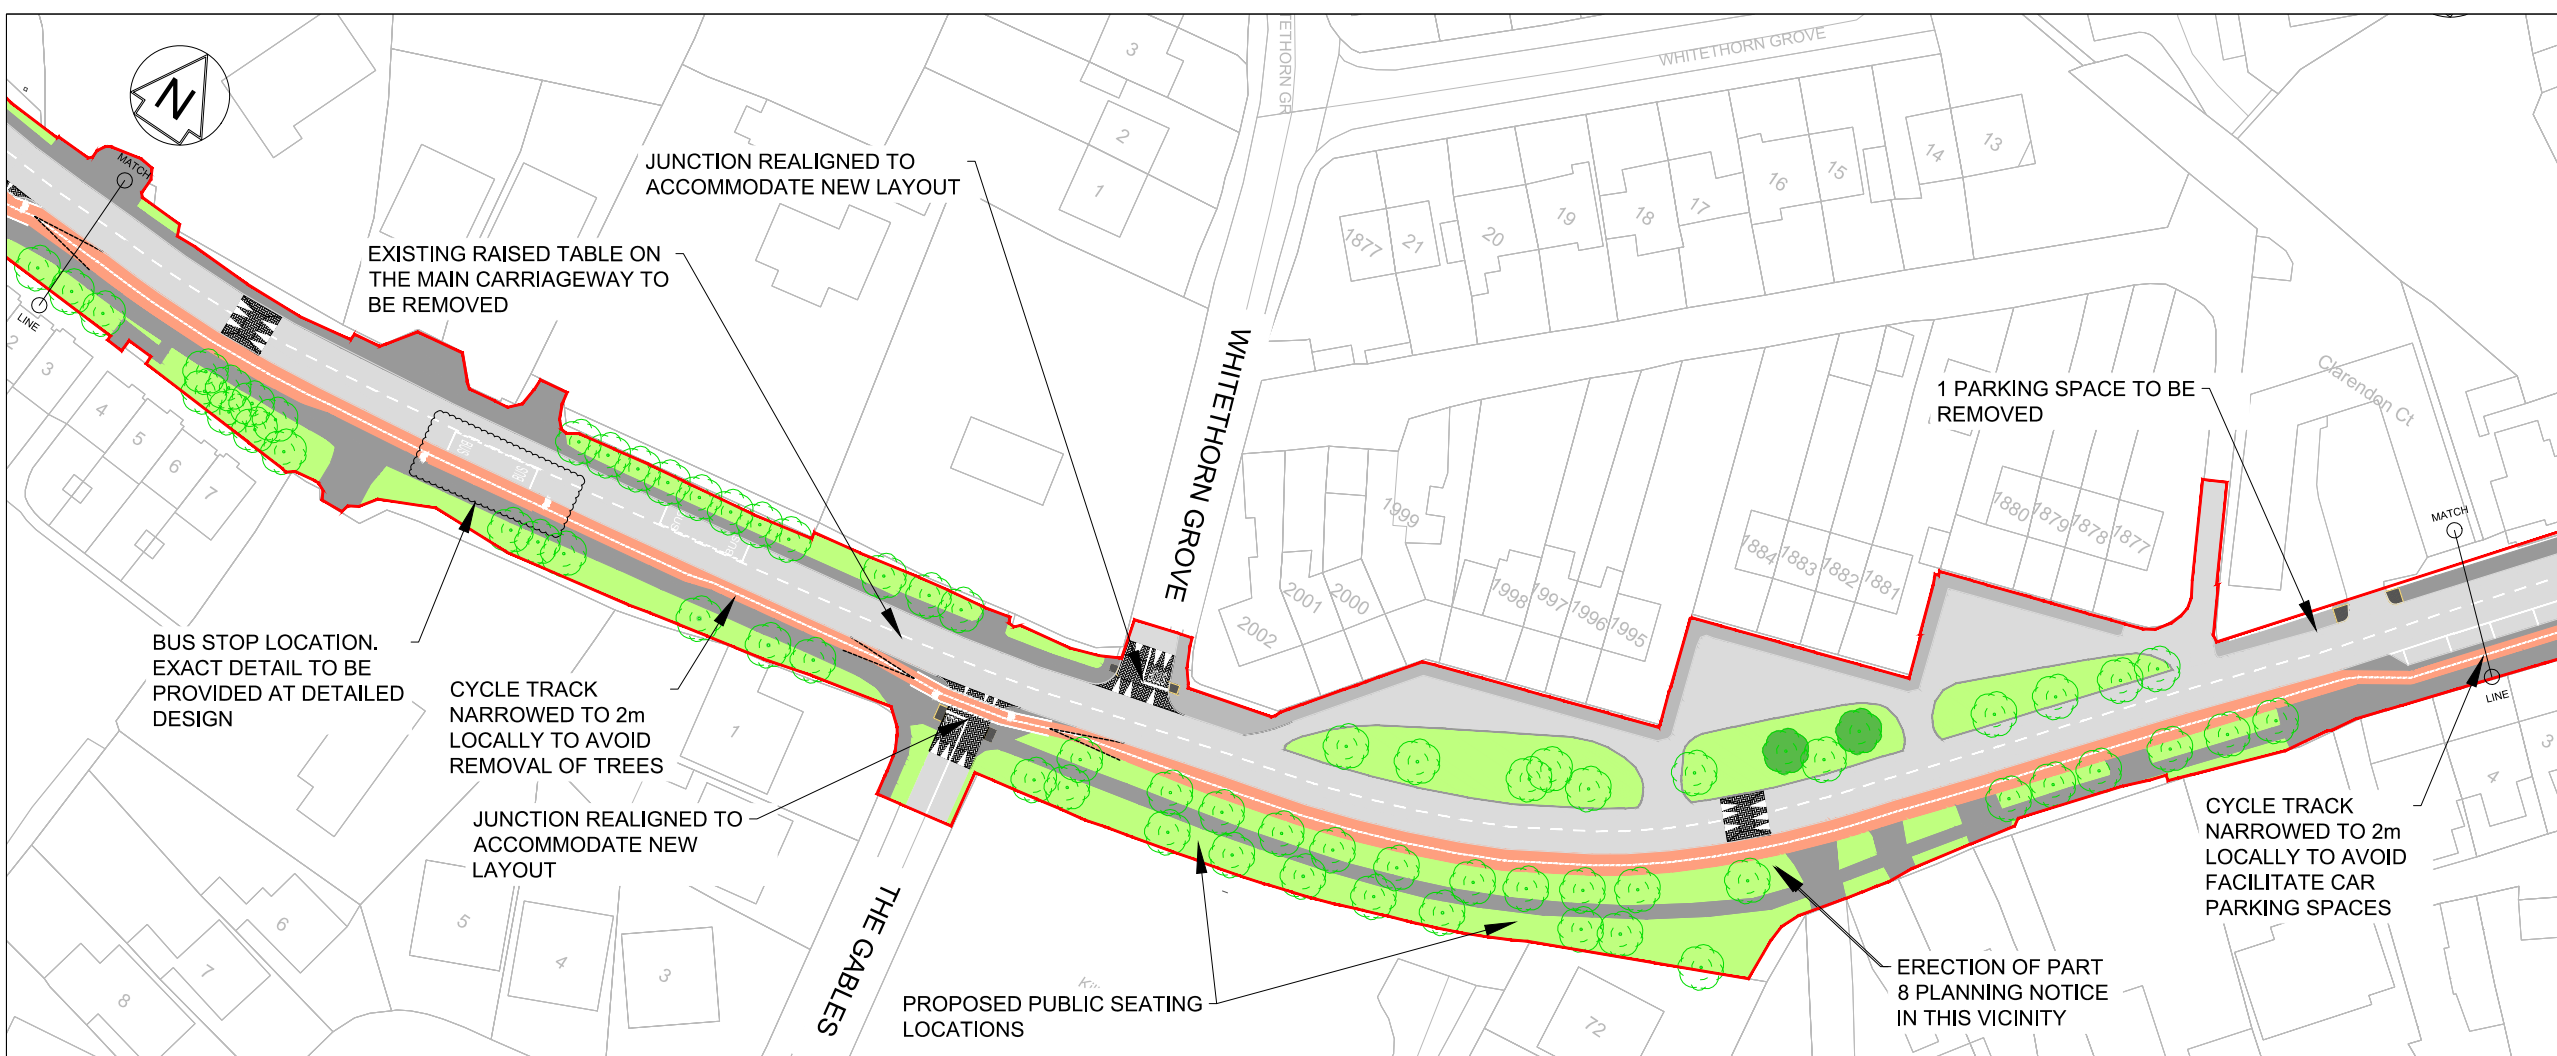 N
MATCH
LINE
JUNCTION REALIGNED TO
ACCOMMODATE NEW LAYOUT
EXISTING RAISED TABLE ON
THE MAIN CARRIAGEWAY TO
BE REMOVED
WHITETHORN GROVE
WHITETHORN GROVE
3
2
1
1877
21
20
19
18
17
16
15
14
13
1 PARKING SPACE TO BE
REMOVED
Clarendon Ct
MATCH
LINE
2
3
4
5
6
7
BUS STOP LOCATION.
EXACT DETAIL TO BE
PROVIDED AT DETAILED
DESIGN
CYCLE TRACK
NARROWED TO 2m
LOCALLY TO AVOID
REMOVAL OF TREES
JUNCTION REALIGNED TO
ACCOMMODATE NEW
LAYOUT
1
2002
2001
2000
1999
1998
1997
1996
1995
1884
1883
1882
1881
1880
1879
1878
1877
THE GABLES
8
7
6
5
4
3
PROPOSED PUBLIC SEATING
LOCATIONS
72
ERECTION OF PART
8 PLANNING NOTICE
IN THIS VICINITY
CYCLE TRACK
NARROWED TO 2m
LOCALLY TO AVOID
FACILITATE CAR
PARKING SPACES
4
3